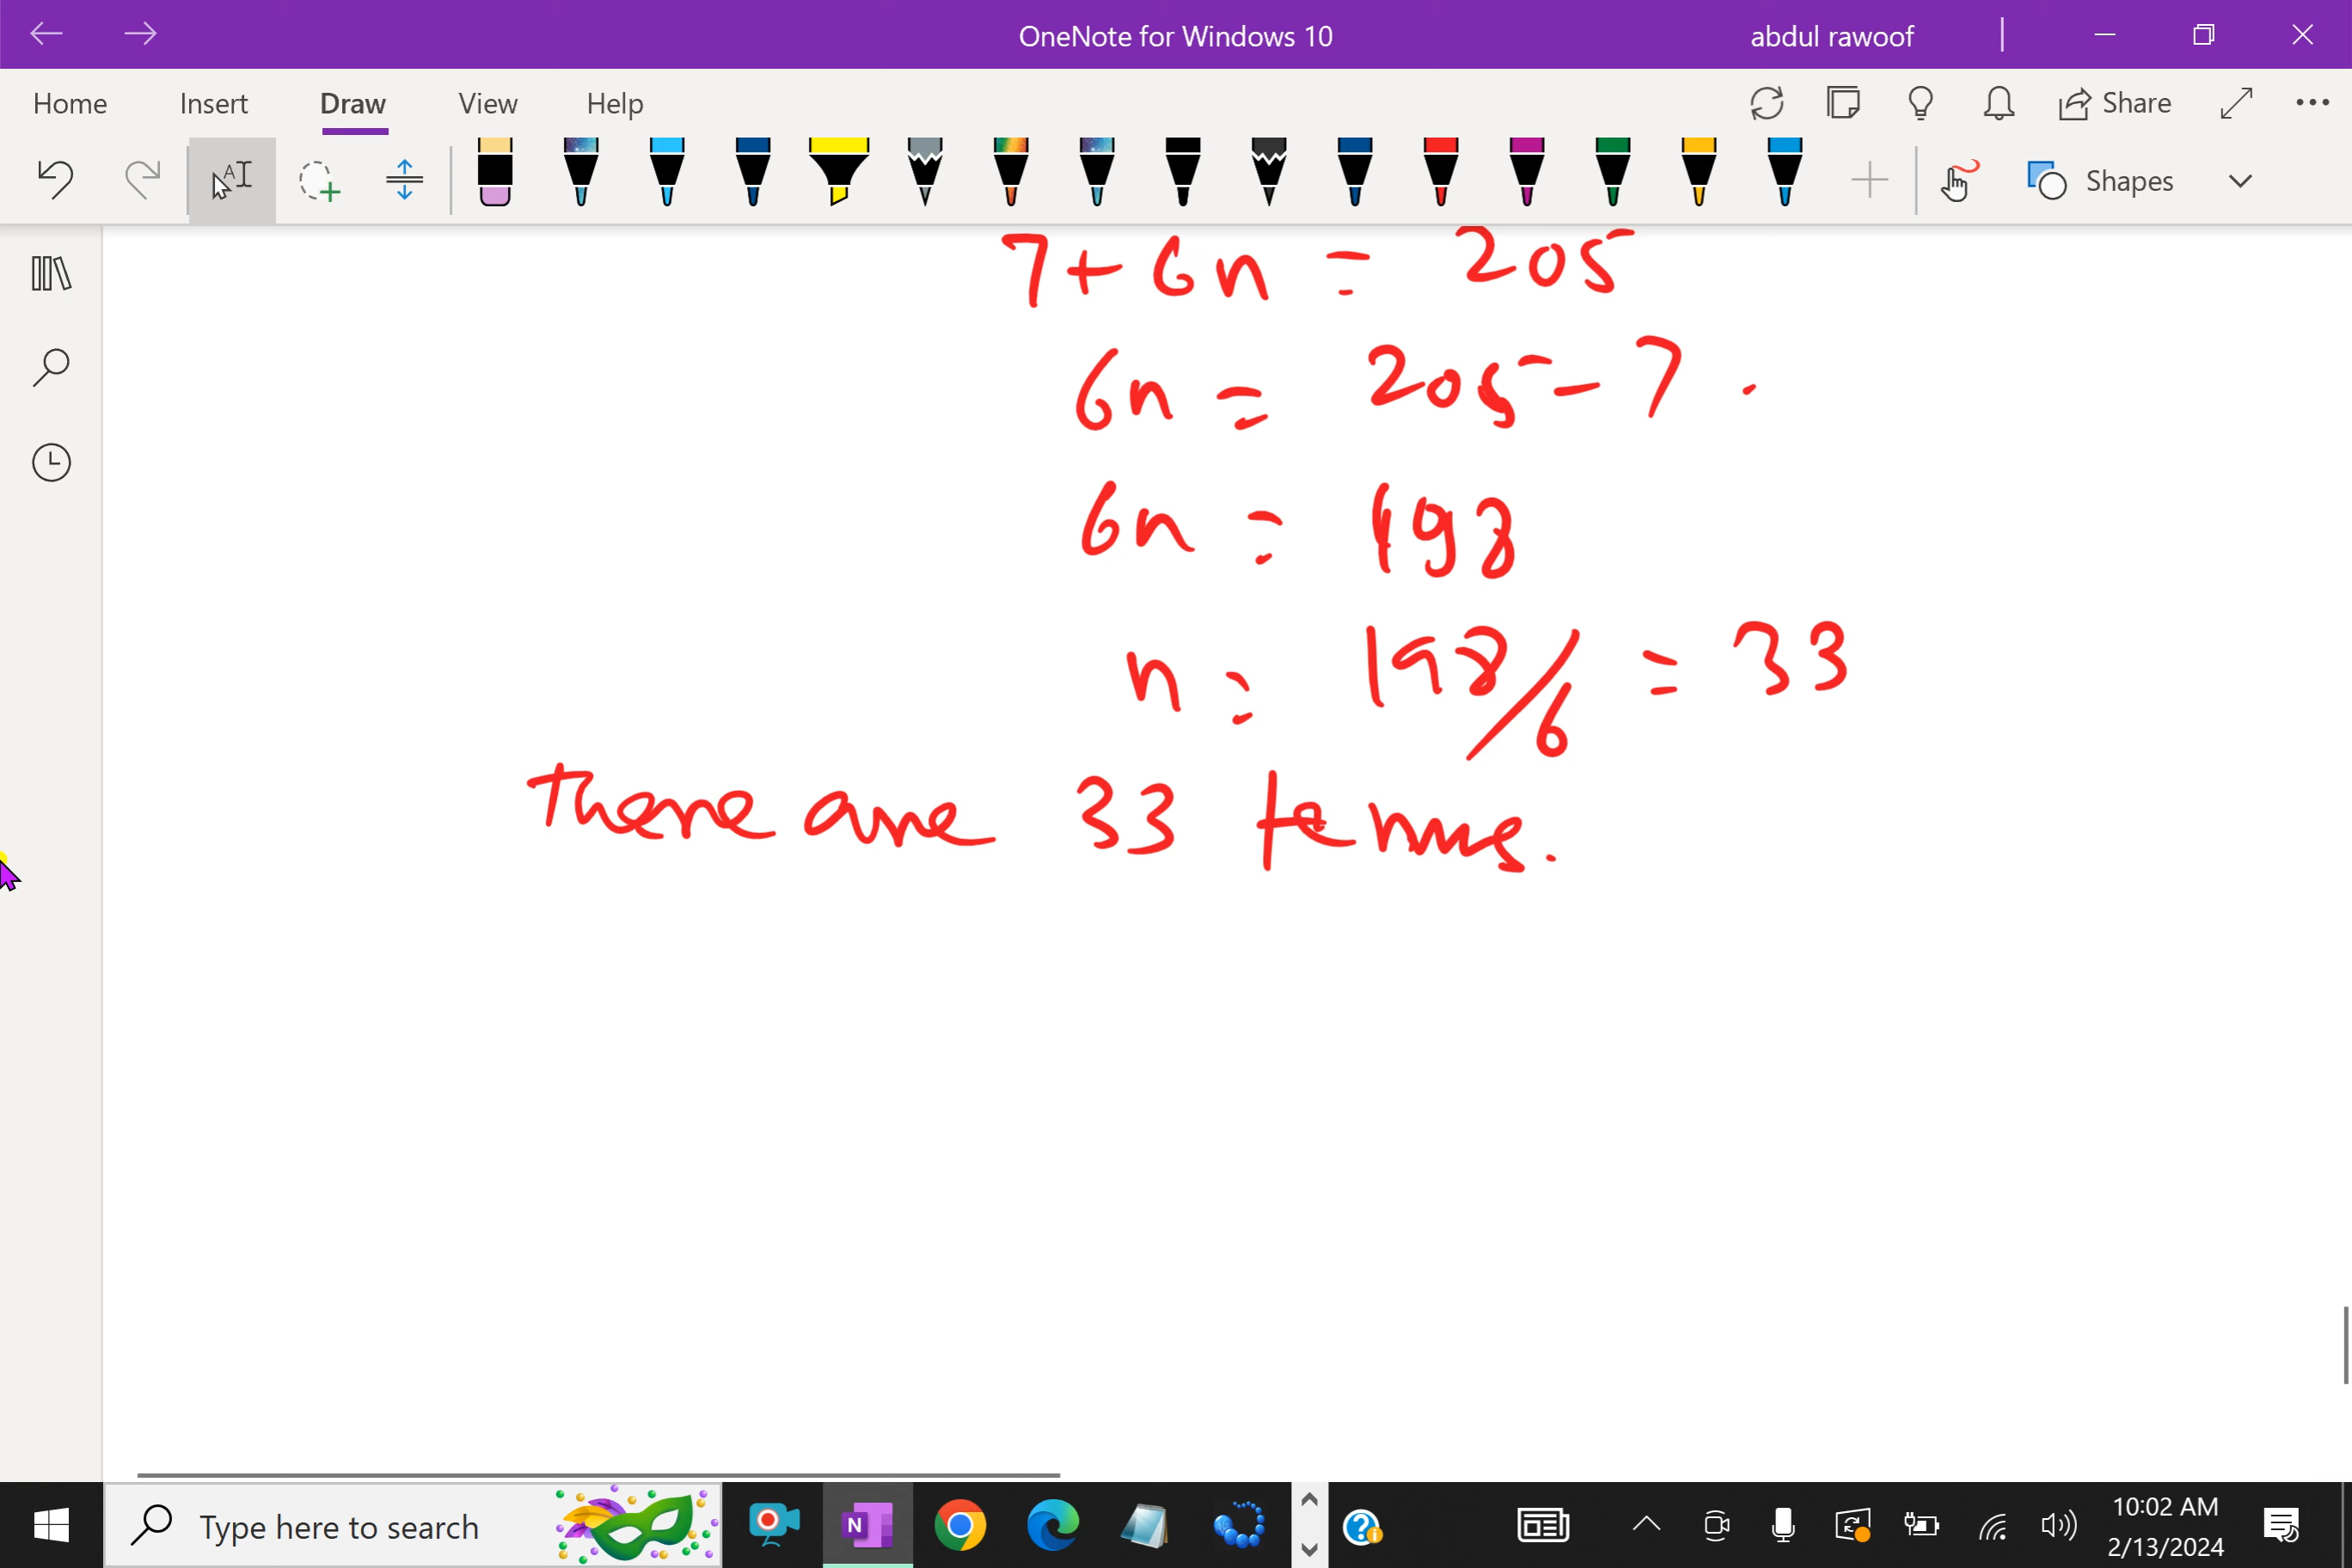 OneNote for Windows 10
abdul rawoof
Home Insert Draw View Help
Share
Shapes
7+6n = 205
6n = 205-7.
6n = 198
n = 198/6 = 33
there are 33 terms.
Type here to search
10:02 AM
2/13/2024